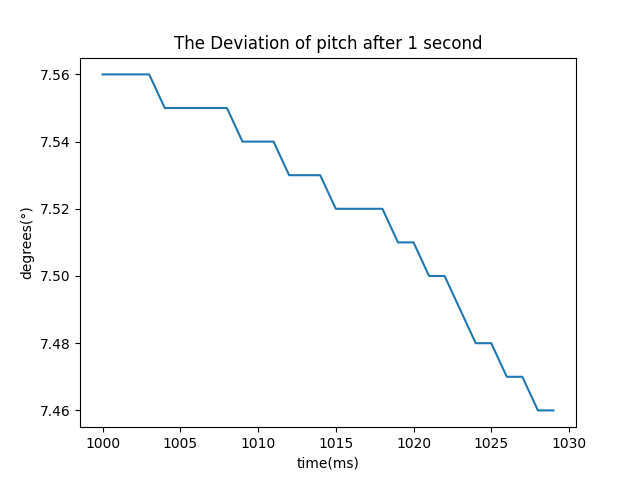 The Deviation of pitch after 1 second
7.56
7.54
7.52
7.50
7.48
7.46
degrees(°)
1000 1005 1010 1015 1020 1025 1030
time(ms)